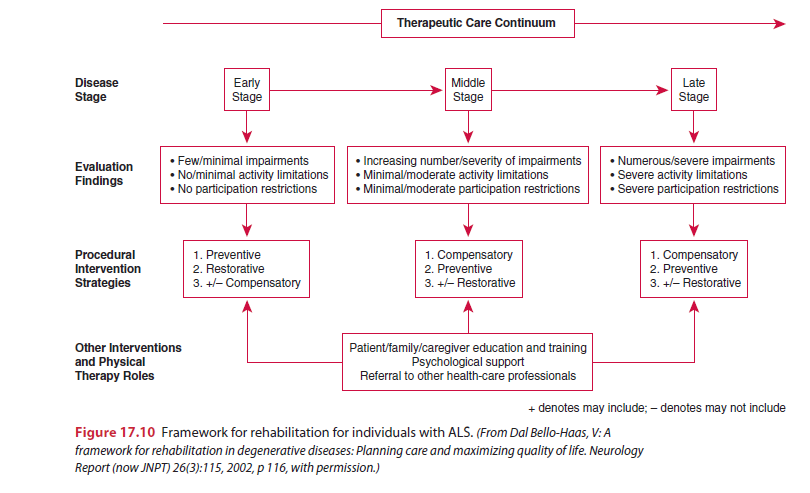 Therapeutic Care Continuum
Disease
Stage
Early
Stage
Middle
Stage
Late
Stage
Evaluation
Findings
• Few/minimal impairments
• No/minimal activity limitations
• No participation restrictions
• Increasing number/severity of impairments
• Minimal/moderate activity limitations
• Minimal/moderate participation restrictions
• Numerous/severe impairments
• Severe activity limitations
• Severe participation restrictions
Procedural
Intervention
Strategies
1. Preventive
2. Restorative
3. +/– Compensatory
1. Compensatory
2. Preventive
3. +/– Restorative
1. Compensatory
2. Preventive
3. +/– Restorative
Other Interventions
and Physical
Therapy Roles
Patient/family/caregiver education and training
Psychological support
Referral to other health-care professionals
+ denotes may include; – denotes may not include
Figure 17.10 Framework for rehabilitation for individuals with ALS. (From Dal Bello-Haas, V: A
framework for rehabilitation in degenerative diseases: Planning care and maximizing quality of life. Neurology
Report (now JNPT) 26(3):115, 2002, p 116, with permission.)